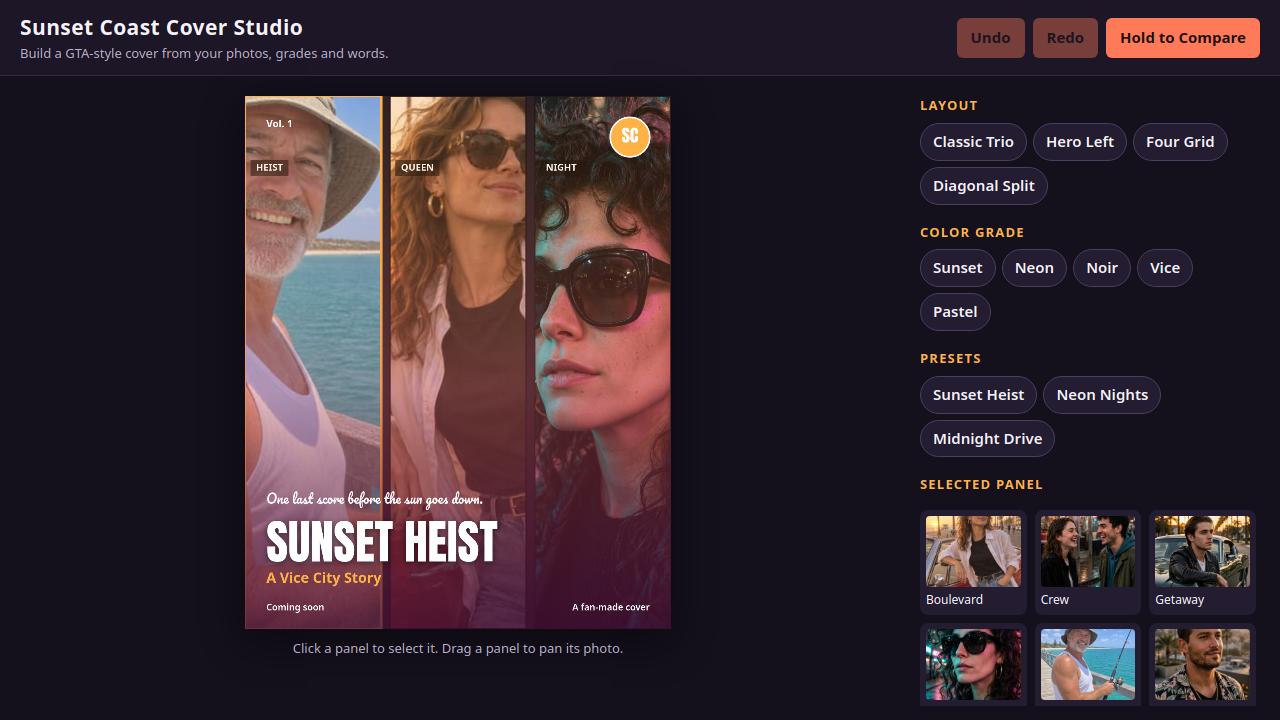 Sunset Coast Cover Studio
Build a GTA-style cover from your photos, grades and words.
Undo
Redo
Hold to Compare
Vol. 1
SC
HEIST
QUEEN
NIGHT
One last score before the sun goes down.
SUNSET HEIST
A Vice City Story
Coming soon
A fan-made cover
Click a panel to select it. Drag a panel to pan its photo.
LAYOUT
Classic Trio
Hero Left
Four Grid
Diagonal Split
COLOR GRADE
Sunset
Neon
Noir
Vice
Pastel
PRESETS
Sunset Heist
Neon Nights
Midnight Drive
SELECTED PANEL
Boulevard
Crew
Getaway